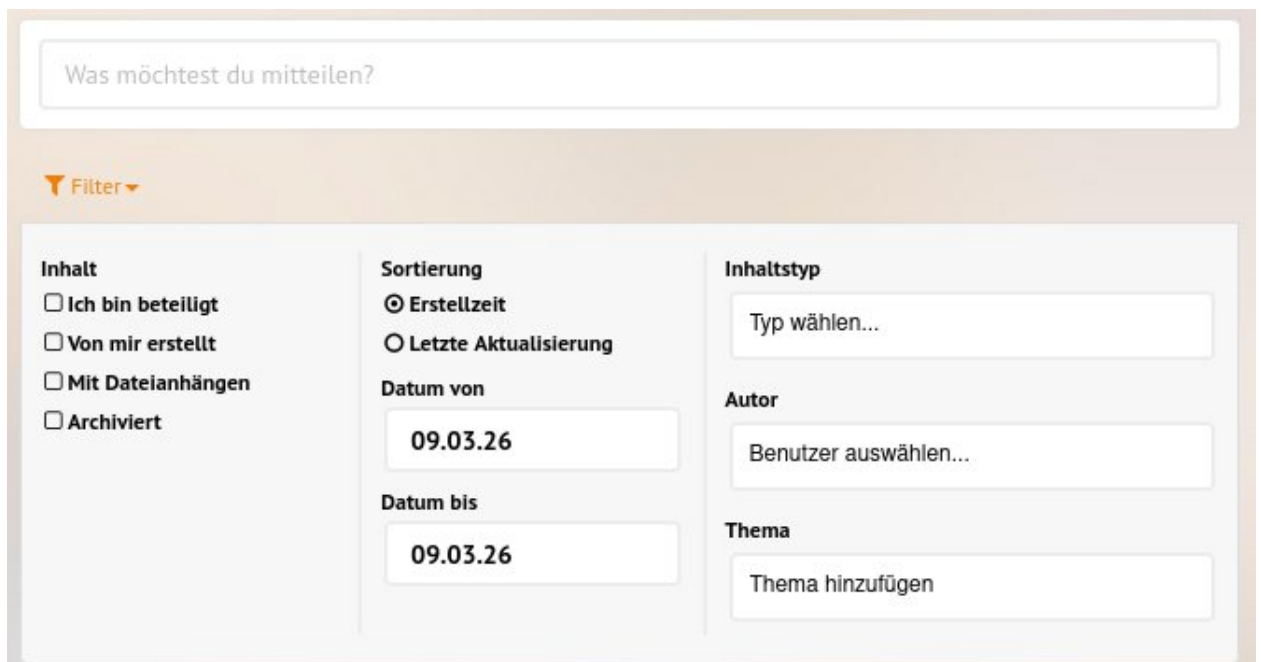 Was möchtest du mitteilen?
Filter
Inhalt
Ich bin beteiligt
Von mir erstellt
Mit Dateianhängen
Archiviert
Sortierung
Erstellzeit
Letzte Aktualisierung
Datum von
09.03.26
Datum bis
09.03.26
Inhaltstyp
Typ wählen...
Autor
Benutzer auswählen...
Thema
Thema hinzufügen